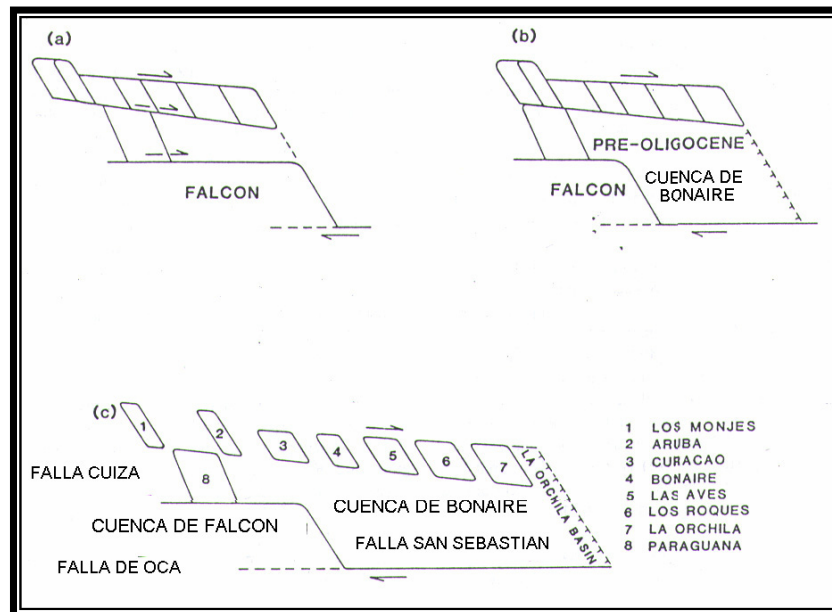 (a)
FALCON
(b)
PRE-OLIGOCENE
CUENCA DE
BONAIRE
FALCON
(c)
1
2
3
4
5
6
7
8
LA ORCHILA BASIN
FALLA CUIZA
CUENCA DE FALCON
CUENCA DE BONAIRE
FALLA SAN SEBASTIAN
FALLA DE OCA
1 LOS MONJES
2 ARUBA
3 CURACAO
4 BONAIRE
5 LAS AVES
6 LOS ROQUES
7 LA ORCHILA
8 PARAGUANA